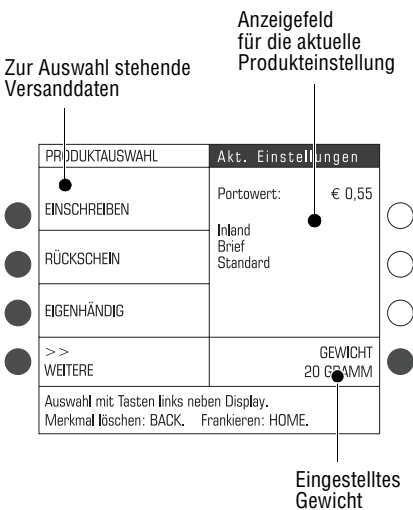 Anzeigefeld
für die aktuelle
Produkteinstellung
Zur Auswahl stehende
Versanddaten
PRODUKTAUSWAHL
Akt. Einstellungen
EINSCHREIBEN
RÜCKSCHEIN
EIGENHÄNDIG
>>
WEITERE
Portowert: € 0,55
Inland
Brief
Standard
GEWICHT
20 GRAMM
Auswahl mit Tasten links neben Display.
Merkmal löschen: BACK. Frankieren: HOME.
Eingestelltes
Gewicht